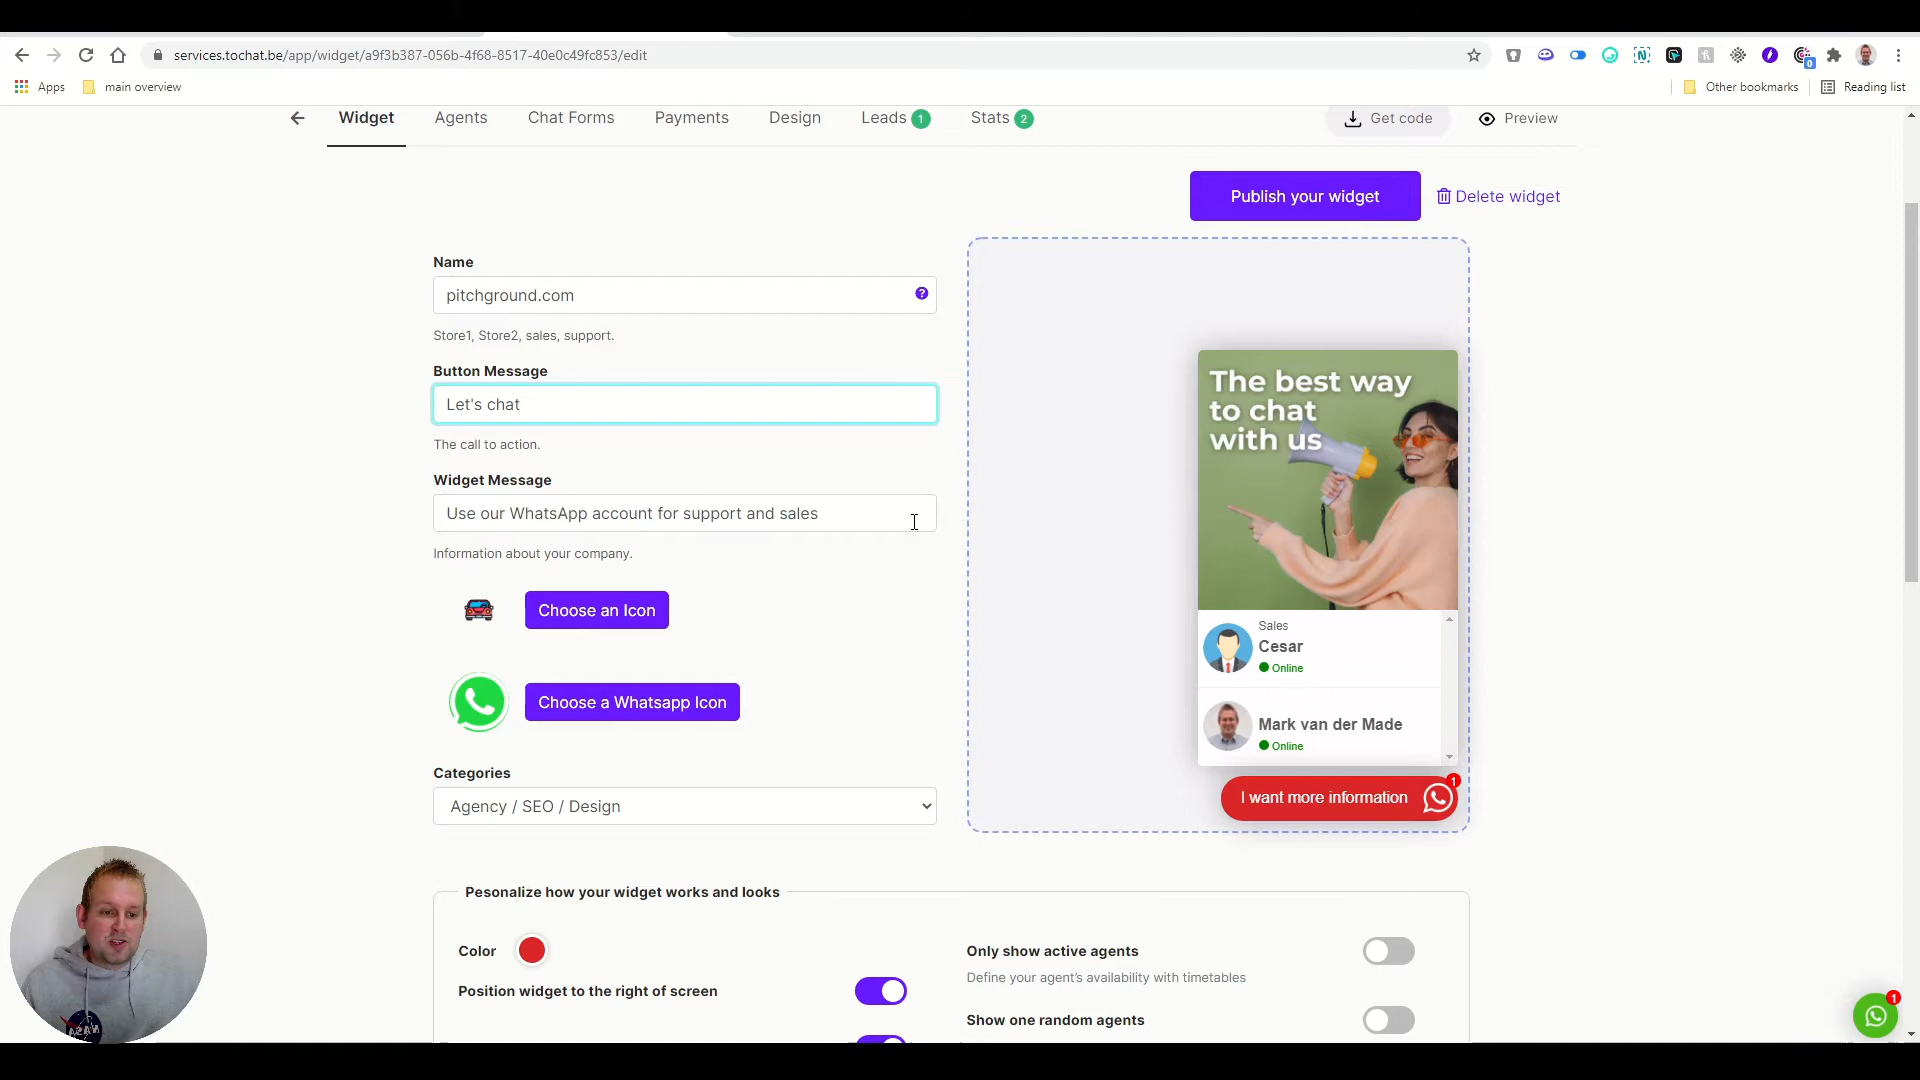 services.tochat.be/app/widget/a9f3b387-056b-4f68-8517-40e0c49fc853/edit
0
Apps
main overview
Other bookmarks
Reading list
Widget
Agents
Chat Forms
Payments
Design
Leads 1
Stats 2
Get code
Preview
Publish your widget
Delete widget
Name
pitchground.com
?
Store1, Store2, sales, support.
Button Message
Let's chat
The call to action.
Widget Message
Use our WhatsApp account for support and sales
Information about your company.
Choose an Icon
Choose a Whatsapp Icon
Categories
Agency / SEO / Design
The best way
to chat
with us
Sales
Cesar
Online
Mark van der Made
Online
I want more information
1
Pesonalize how your widget works and looks
Color
Position widget to the right of screen
Only show active agents
Define your agent’s availability with timetables
Show one random agents
1